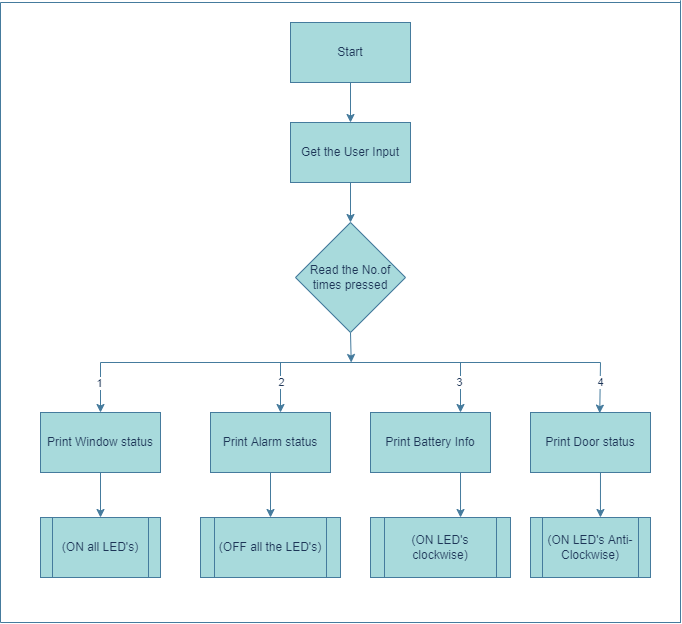 Start
Get the User Input
Read the No.of
times pressed
1
2
3
4
Print Window status
Print Alarm status
Print Battery Info
Print Door status
(ON all LED's)
(OFF all the LED's)
(ON LED's
clockwise)
(ON LED's Anti-
Clockwise)